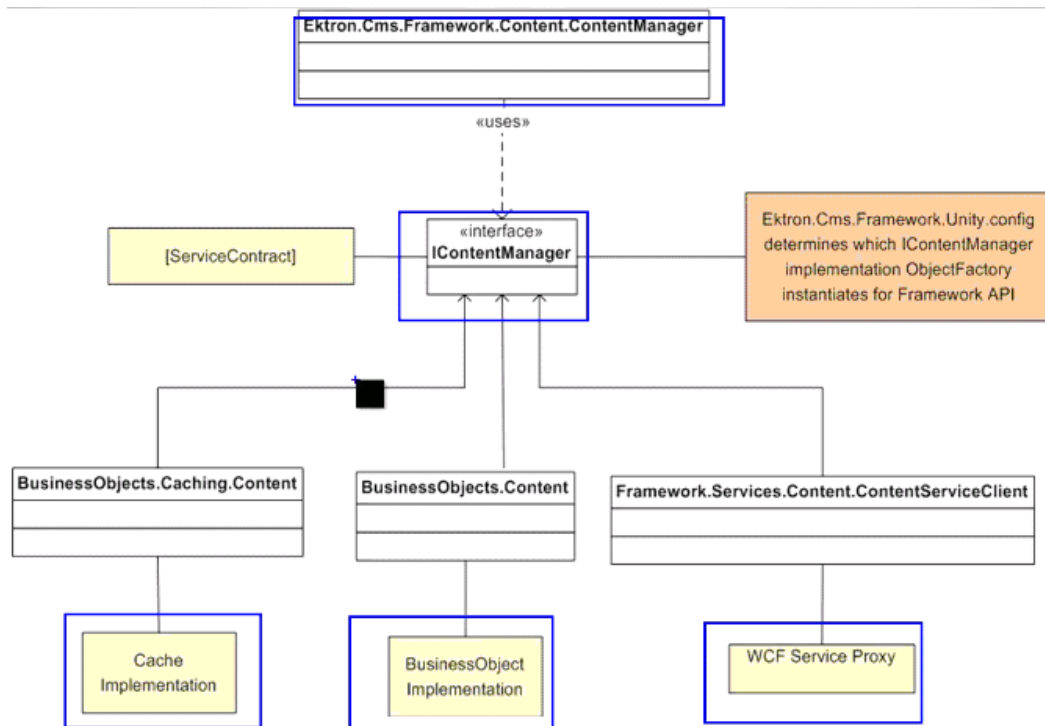 Ektron.Cms.Framework.Content.ContentManager
«uses»
«interface»
IContentManager
[ServiceContract]
Ektron.Cms.Framework.Unity.config
determines which IContentManager
implementation ObjectFactory
instantiates for Framework API
BusinessObjects.Caching.Content
BusinessObjects.Content
Framework.Services.Content.ContentServiceClient
Cache
Implementation
BusinessObject
Implementation
WCF Service Proxy